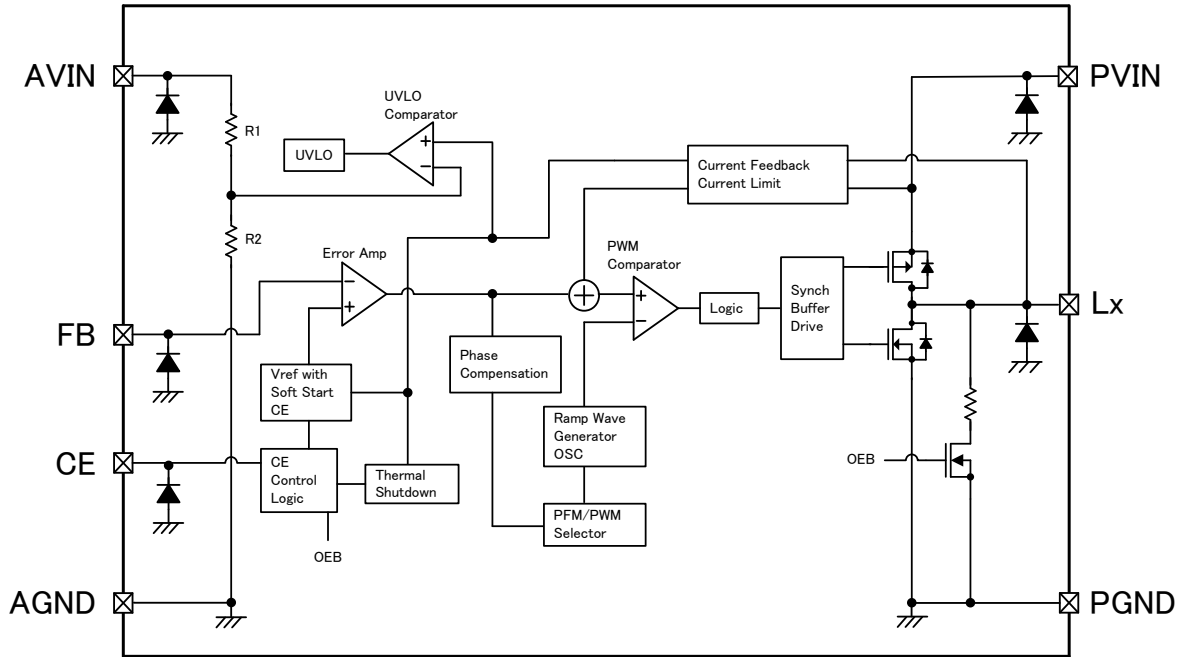 AVIN
PVIN
R1
UVLO
Comparator
+
−
UVLO
Current Feedback
Current Limit
R2
Error Amp
−
+
PWM
Comparator
+
+
−
Logic
Synch
Buffer
Drive
Lx
FB
Vref with
Soft Start
CE
Phase
Compensation
Ramp Wave
Generator
OSC
CE
CE
Control
Logic
Thermal
Shutdown
PFM/PWM
Selector
OEB
OEB
AGND
PGND